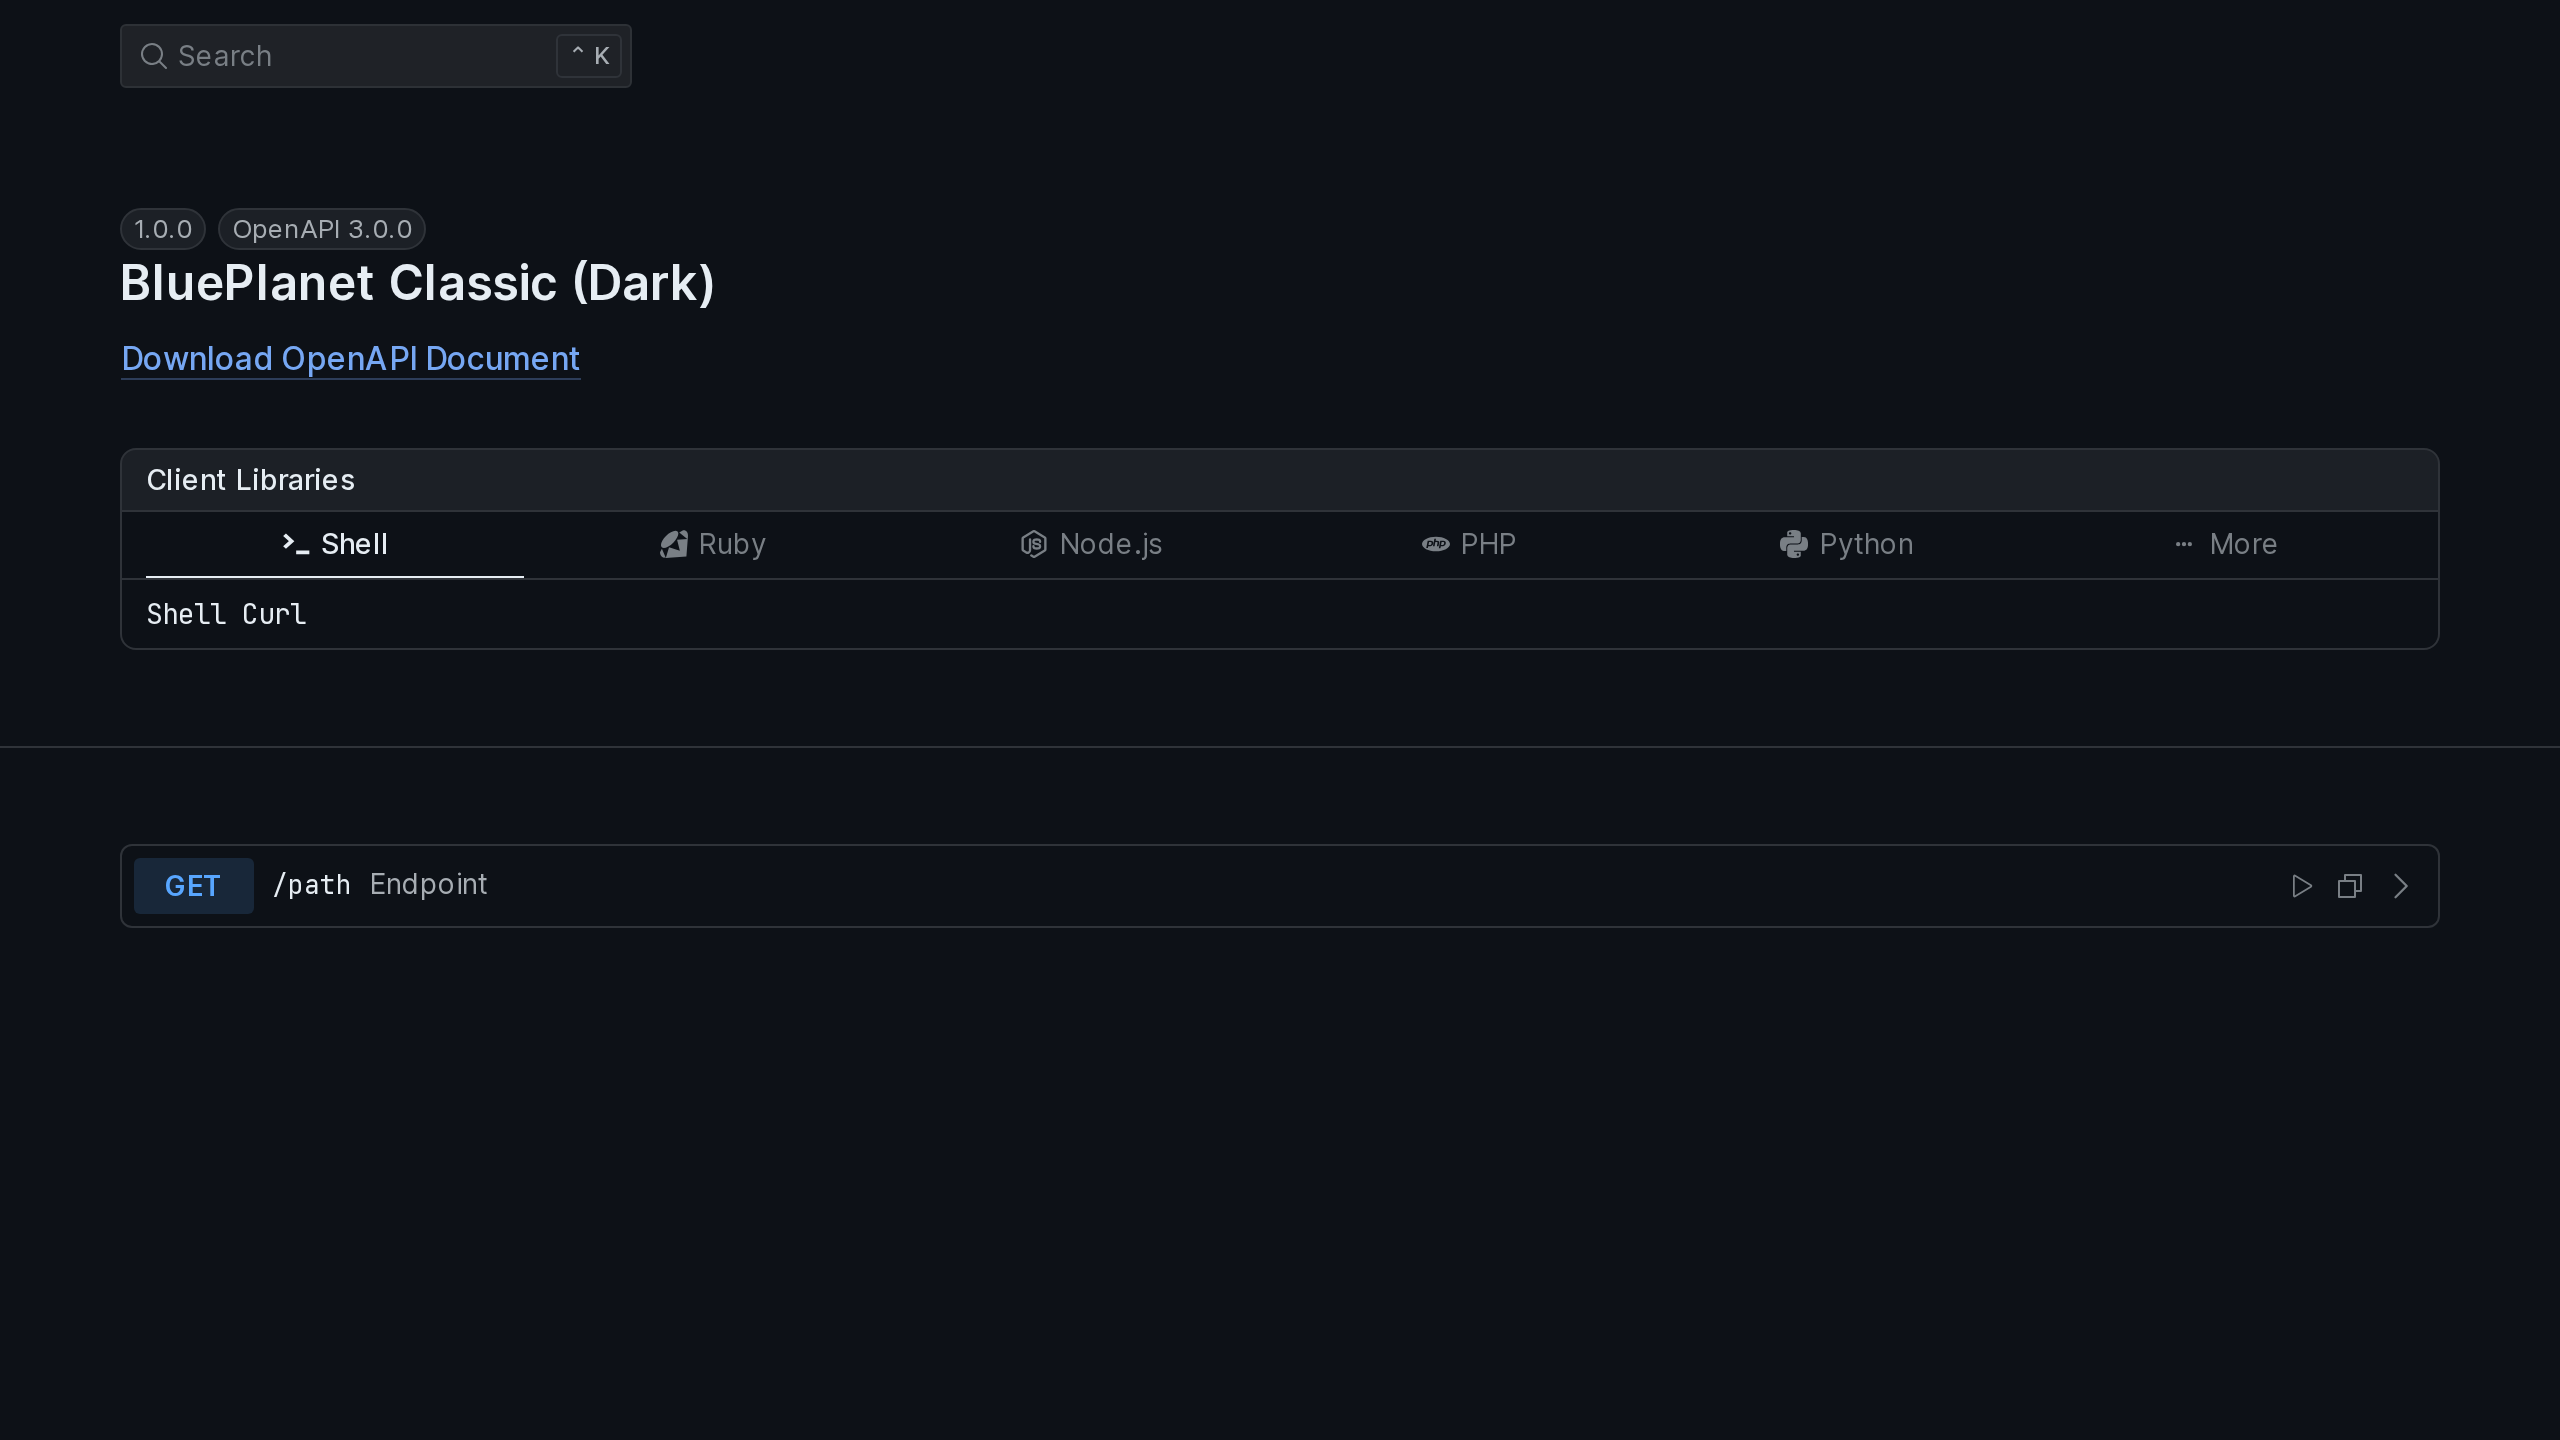 Search ⌃ K
1.0.0 OpenAPI 3.0.0
BluePlanet Classic (Dark)
Download OpenAPI Document
Client Libraries
Shell Ruby Node.js PHP Python More
Shell Curl
GET /path Endpoint